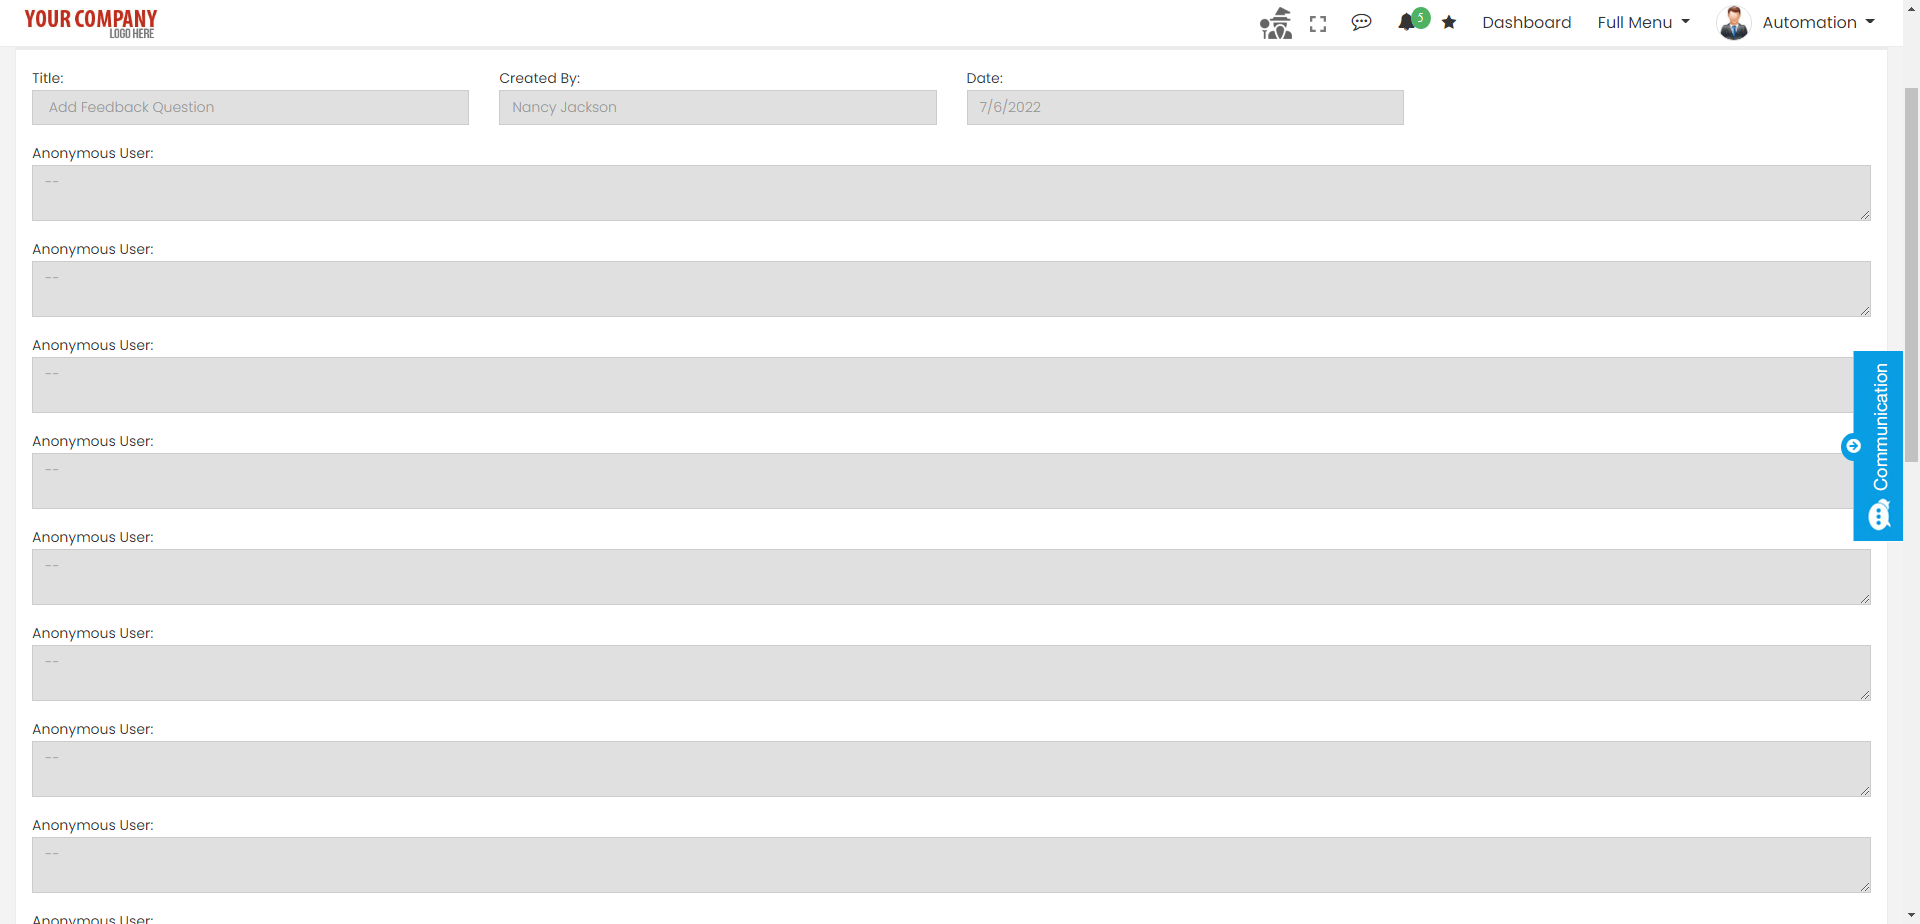 YOUR COMPANY
LOGO HERE
5
Dashboard
Full Menu
Automation
Title:
Created By:
Date:
Add Feedback Question
Nancy Jackson
7/6/2022
Anonymous User:
--
Anonymous User:
--
Anonymous User:
--
Anonymous User:
--
Anonymous User:
--
Anonymous User:
--
Anonymous User:
--
Anonymous User:
--
Anonymous User:
Communication